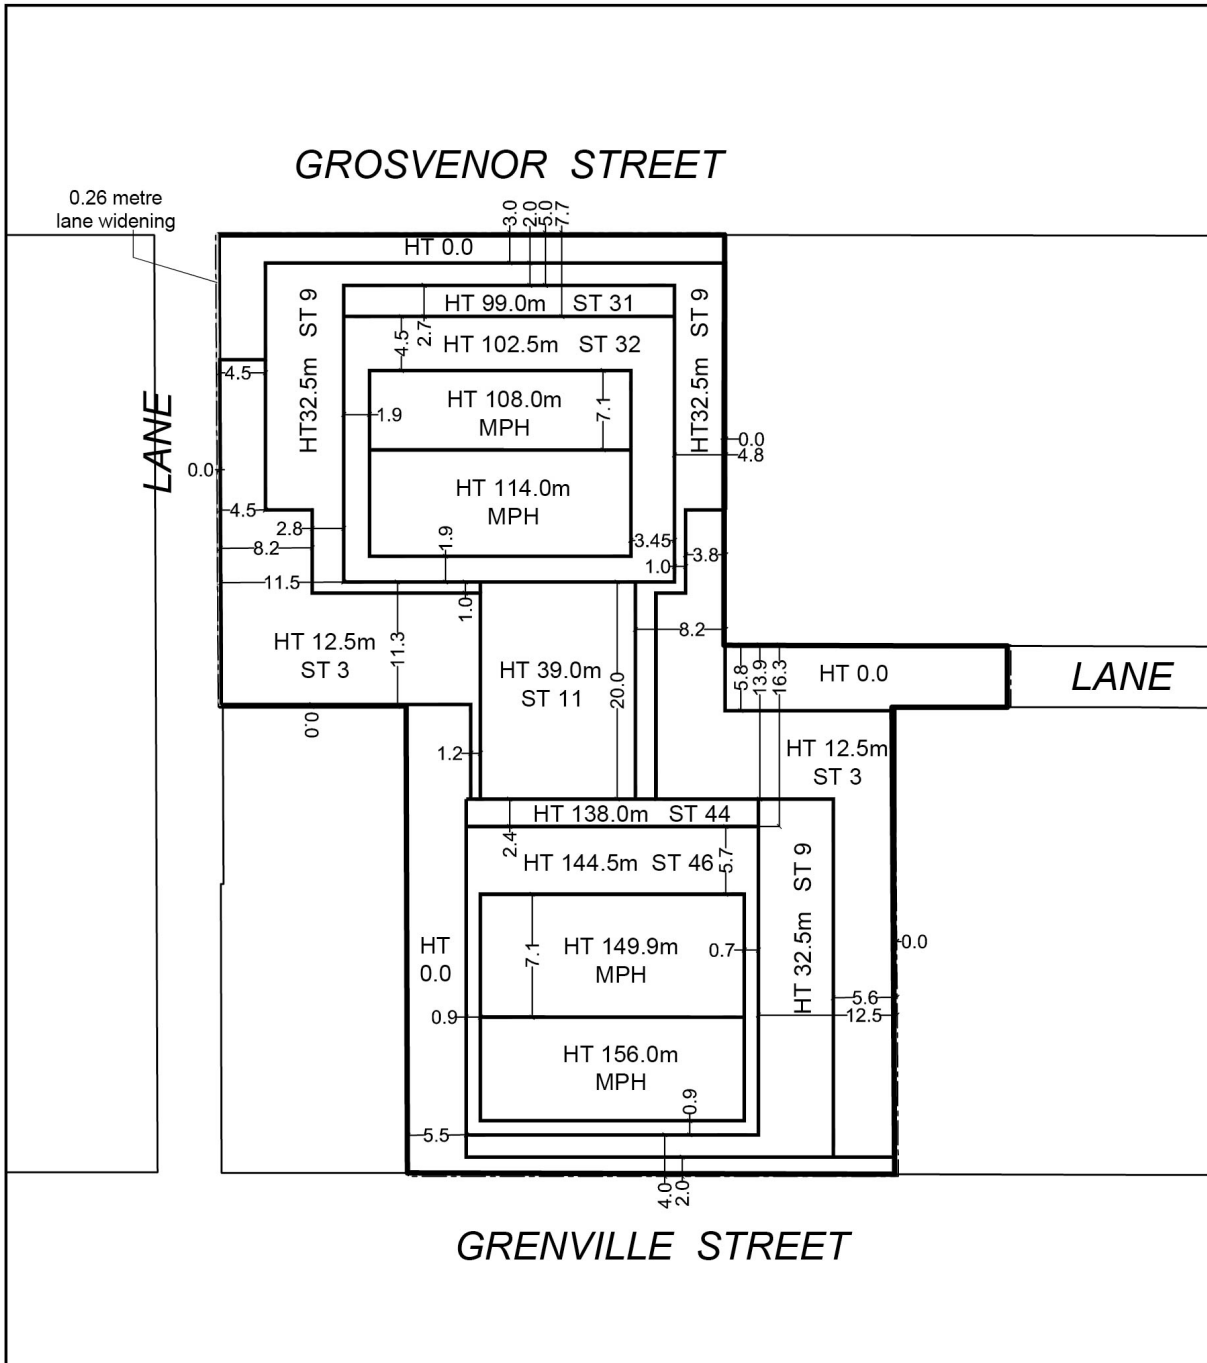 GROSVENOR STREET
0.26 metre
lane widening
3.0
2.0
5.0
7.7
HT 0.0
HT32.5m ST 9
HT 99.0m ST 31
2.7
4.5
HT 102.5m ST 32
HT32.5m ST 9
4.5
LANE
1.9
HT 108.0m
MPH
7.1
0.0
4.8
0.0
HT 114.0m
MPH
4.5
2.8
8.2
1.9
3.45
3.8
1.0
11.5
1.0
8.2
HT 12.5m
ST 3
11.3
HT 39.0m
ST 11
20.0
5.8
13.9
16.3
HT 0.0
LANE
0.0
1.2
HT 12.5m
ST 3
HT 138.0m ST 44
2.4
HT 144.5m ST 46
5.7
HT 32.5m ST 9
HT
0.0
7.1
HT 149.9m
MPH
0.7
0.0
5.6
12.5
0.9
HT 156.0m
MPH
0.9
5.5
4.0
2.0
GRENVILLE STREET